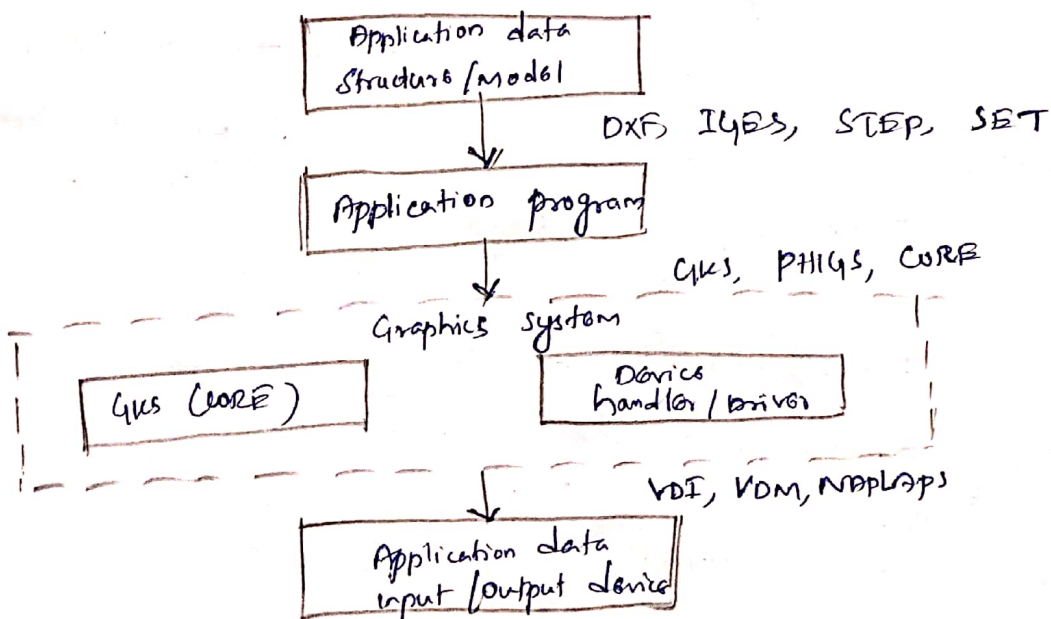 Application data
Structure/model
DXF, IGES, STEP, SET
Application program
GKS, PHIGS, CORE
Graphics system
GKS (CORE)
Device
handler/Driver
VDI, VDM, NAPLAPS
Application data
input/output device